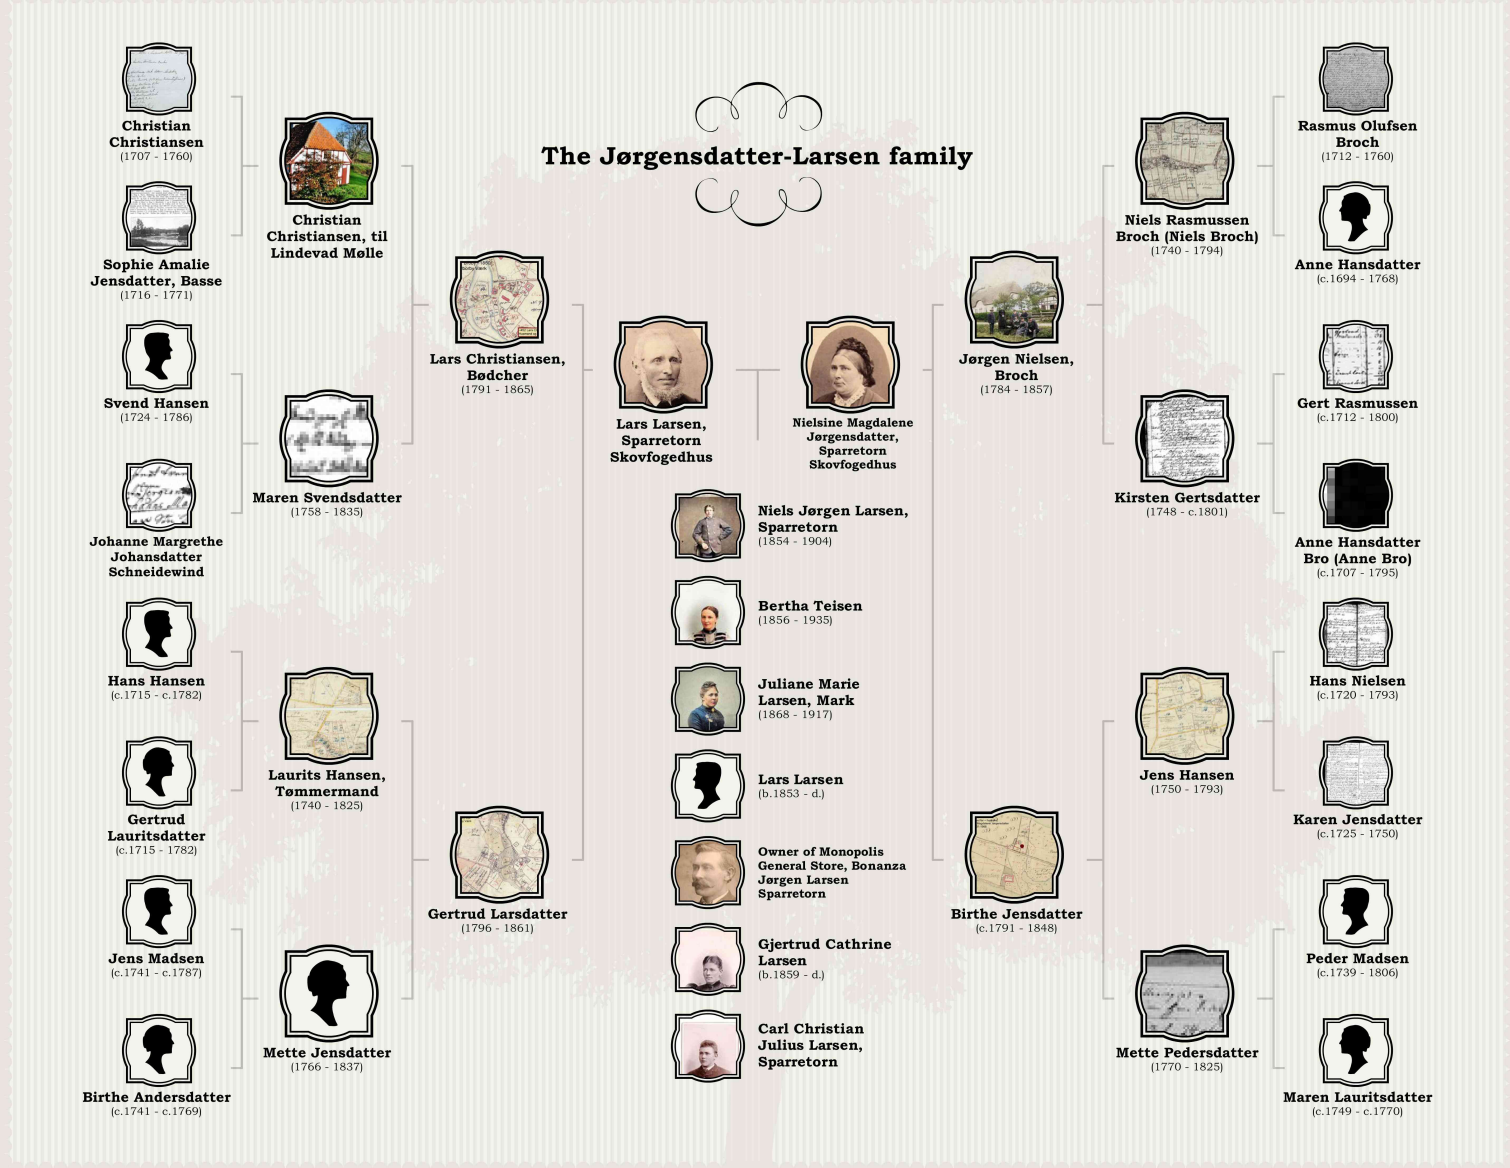 The Jørgensdatter-Larsen family
Christian
Christiansen
(1707 - 1760)
Sophie Amalie
Jensdatter, Basse
(1716 - 1771)
Svend Hansen
(1724 - 1786)
Johanne Margrethe
Johansdatter
Schneidewind
Hans Hansen
(c.1715 - c.1782)
Gertrud
Lauritsdatter
(c.1715 - 1782)
Jens Madsen
(c.1741 - c.1787)
Birthe Andersdatter
(c.1741 - c.1769)
Christian
Christiansen, til
Lindevad Mølle
Maren Svendsdatter
(1758 - 1835)
Laurits Hansen,
Tømmermand
(1740 - 1825)
Mette Jensdatter
(1766 - 1837)
Lars Christiansen,
Bødcher
(1791 - 1865)
Gertrud Larsdatter
(1796 - 1861)
Lars Larsen,
Sparretorn
Skovfogedhus
Nielsine Magdalene
Jørgensdatter,
Sparretorn
Skovfogedhus
Niels Jørgen Larsen,
Sparretorn
(1854 - 1904)
Bertha Teisen
(1856 - 1935)
Juliane Marie
Larsen, Mark
(1868 - 1917)
Lars Larsen
(b.1853 - d.)
Owner of Monopolis
General Store, Bonanza
Jørgen Larsen
Sparretorn
Gjertrud Cathrine
Larsen
(b.1859 - d.)
Carl Christian
Julius Larsen,
Sparretorn
Jørgen Nielsen,
Broch
(1784 - 1857)
Birthe Jensdatter
(c.1791 - 1848)
Niels Rasmussen
Broch (Niels Broch)
(1740 - 1794)
Kirsten Gertsdatter
(1748 - c.1801)
Jens Hansen
(1750 - 1793)
Mette Pedersdatter
(1770 - 1825)
Rasmus Olufsen
Broch
(1712 - 1760)
Anne Hansdatter
(c.1694 - 1768)
Gert Rasmussen
(c.1712 - 1800)
Anne Hansdatter
Bro (Anne Bro)
(c.1707 - 1795)
Hans Nielsen
(c.1720 - 1793)
Karen Jensdatter
(c.1725 - 1750)
Peder Madsen
(c.1739 - 1806)
Maren Lauritsdatter
(c.1749 - c.1770)